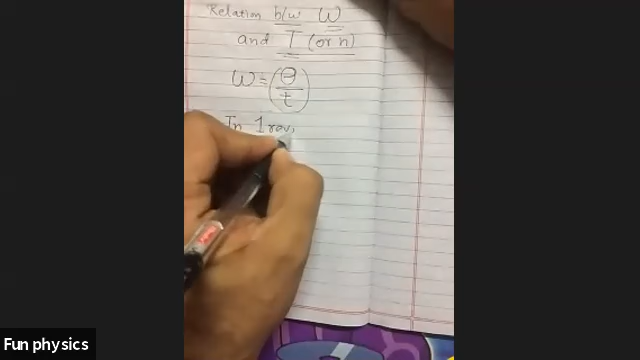 Relation b/w W
and T (or n)
W = (θ/t)
In 1 rev,
Fun physics